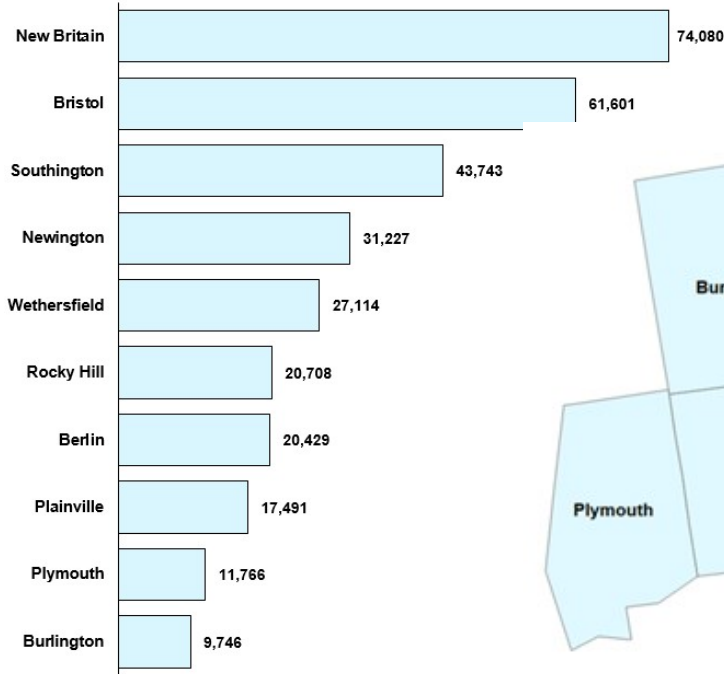 New Britain 74,080
Bristol 61,601
Southington 43,743
Newington 31,227
Wethersfield 27,114
Rocky Hill 20,708
Berlin 20,429
Plainville 17,491
Plymouth 11,766
Burlington 9,746
Bur
Plymouth